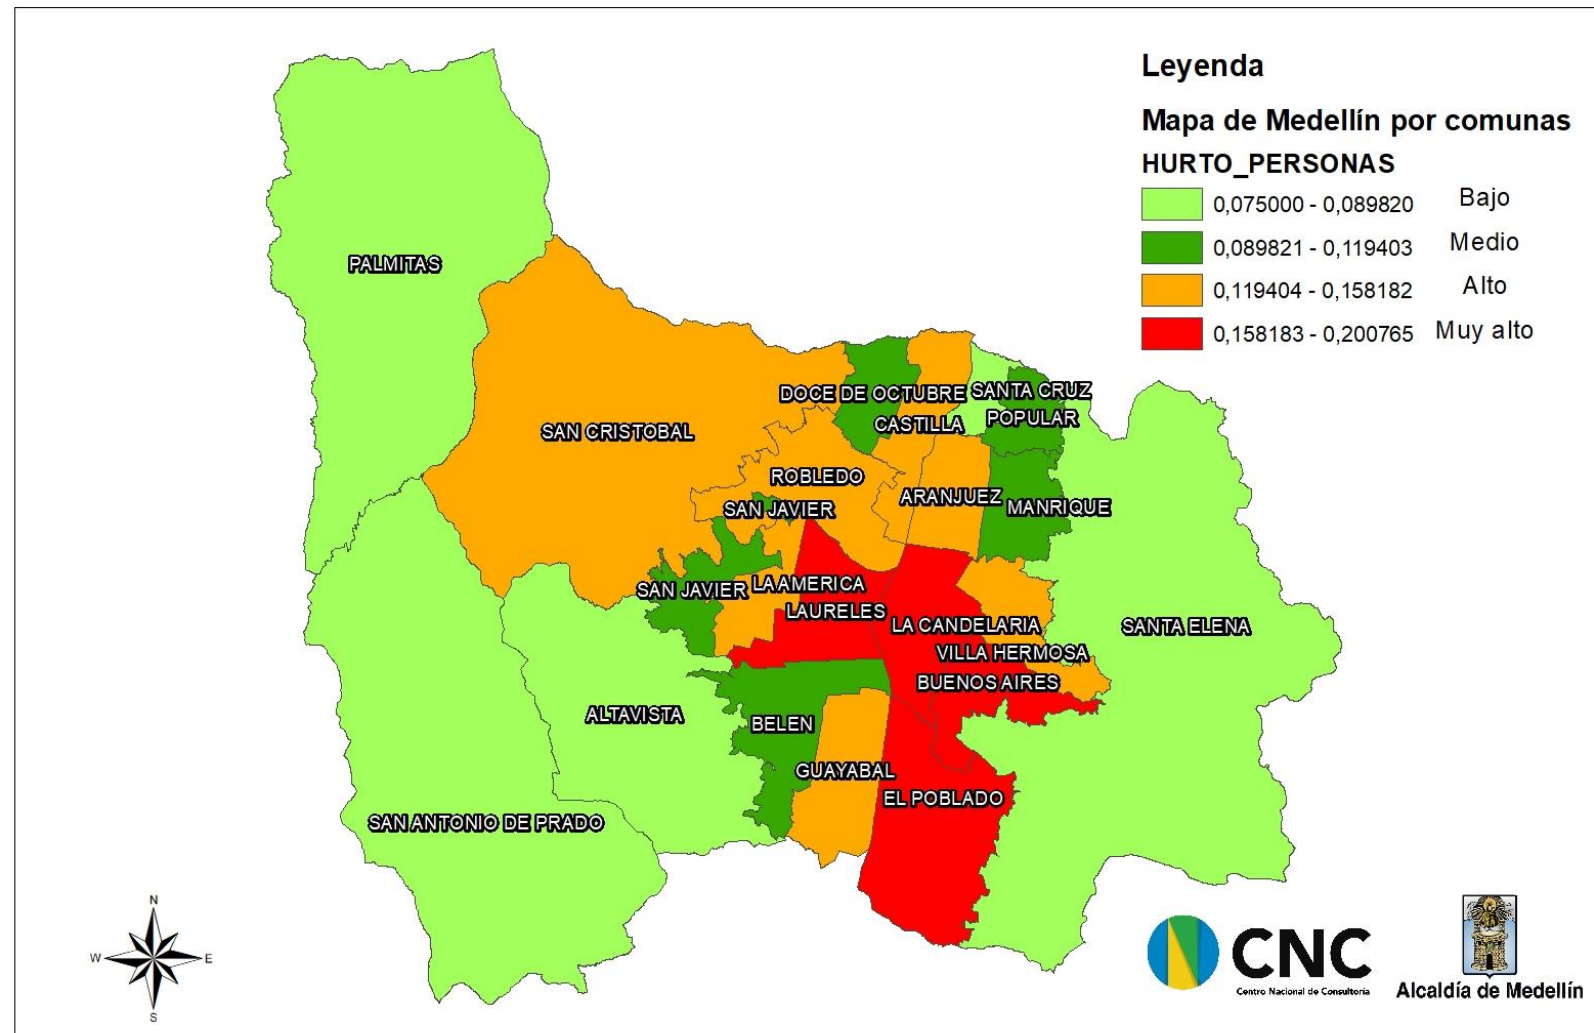 Leyenda
Mapa de Medellín por comunas
HURTO_PERSONAS
0,075000 - 0,089820 Bajo
0,089821 - 0,119403 Medio
0,119404 - 0,158182 Alto
0,158183 - 0,200765 Muy alto
PALMITAS
SAN CRISTOBAL
DOCE DE OCTUBRE
SANTA CRUZ
POPULAR
CASTILLA
ROBLEDO
ARANJUEZ
MANRIQUE
SAN JAVIER
SAN JAVIER
LA AMERICA
LAURELES
LA CANDELARIA
SANTA ELENA
VILLA HERMOSA
BUENOS AIRES
ALTAVISTA
BELEN
GUAYABAL
EL POBLADO
SAN ANTONIO DE PRADO
N
W E
S
CNC
Centro Nacional de Consultoría
Alcaldía de Medellín